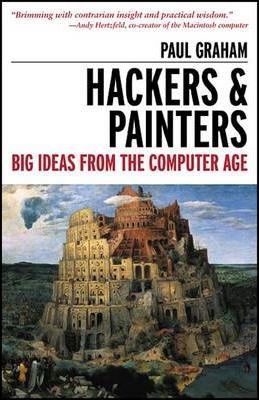 "Brimming with contrarian insight and practical wisdom."
—Andy Hertzfeld, co-creator of the Macintosh computer
PAUL GRAHAM
HACKERS &
PAINTERS
BIG IDEAS FROM THE COMPUTER AGE